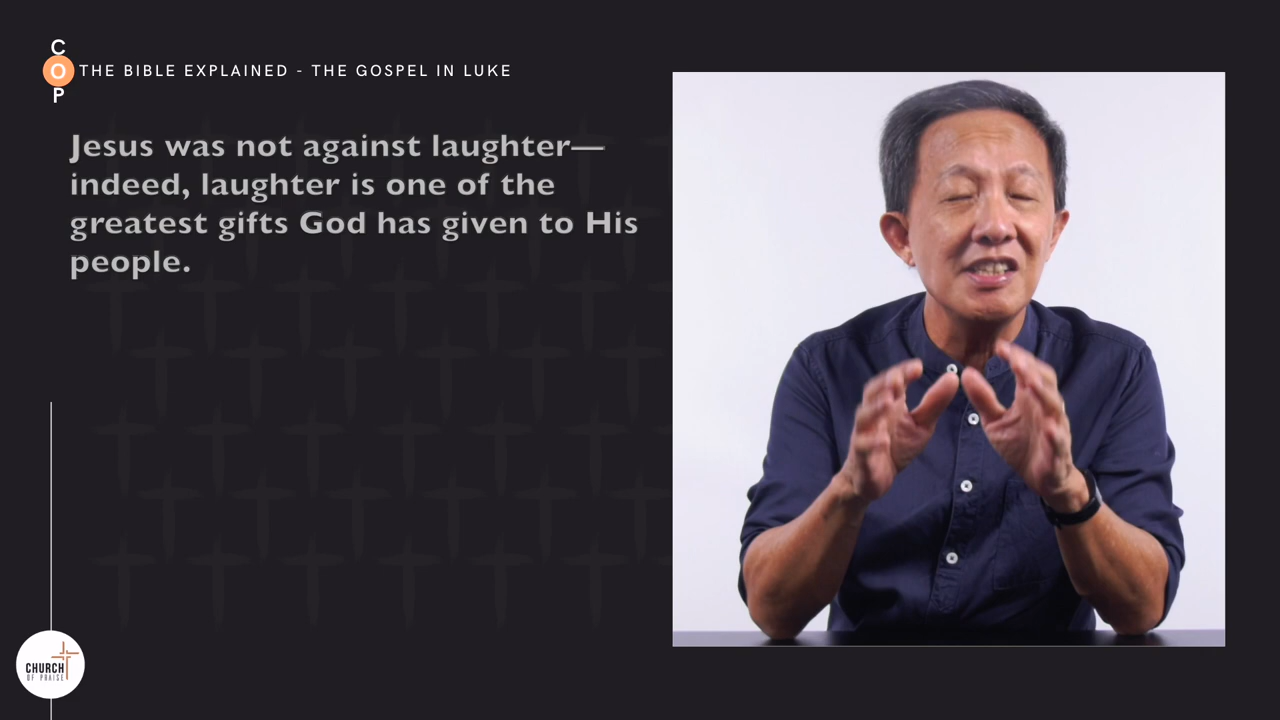 C
O
P
THE BIBLE EXPLAINED - THE GOSPEL IN LUKE
Jesus was not against laughter—
indeed, laughter is one of the
greatest gifts God has given to His
people.
CHURCH
OF PRAISE